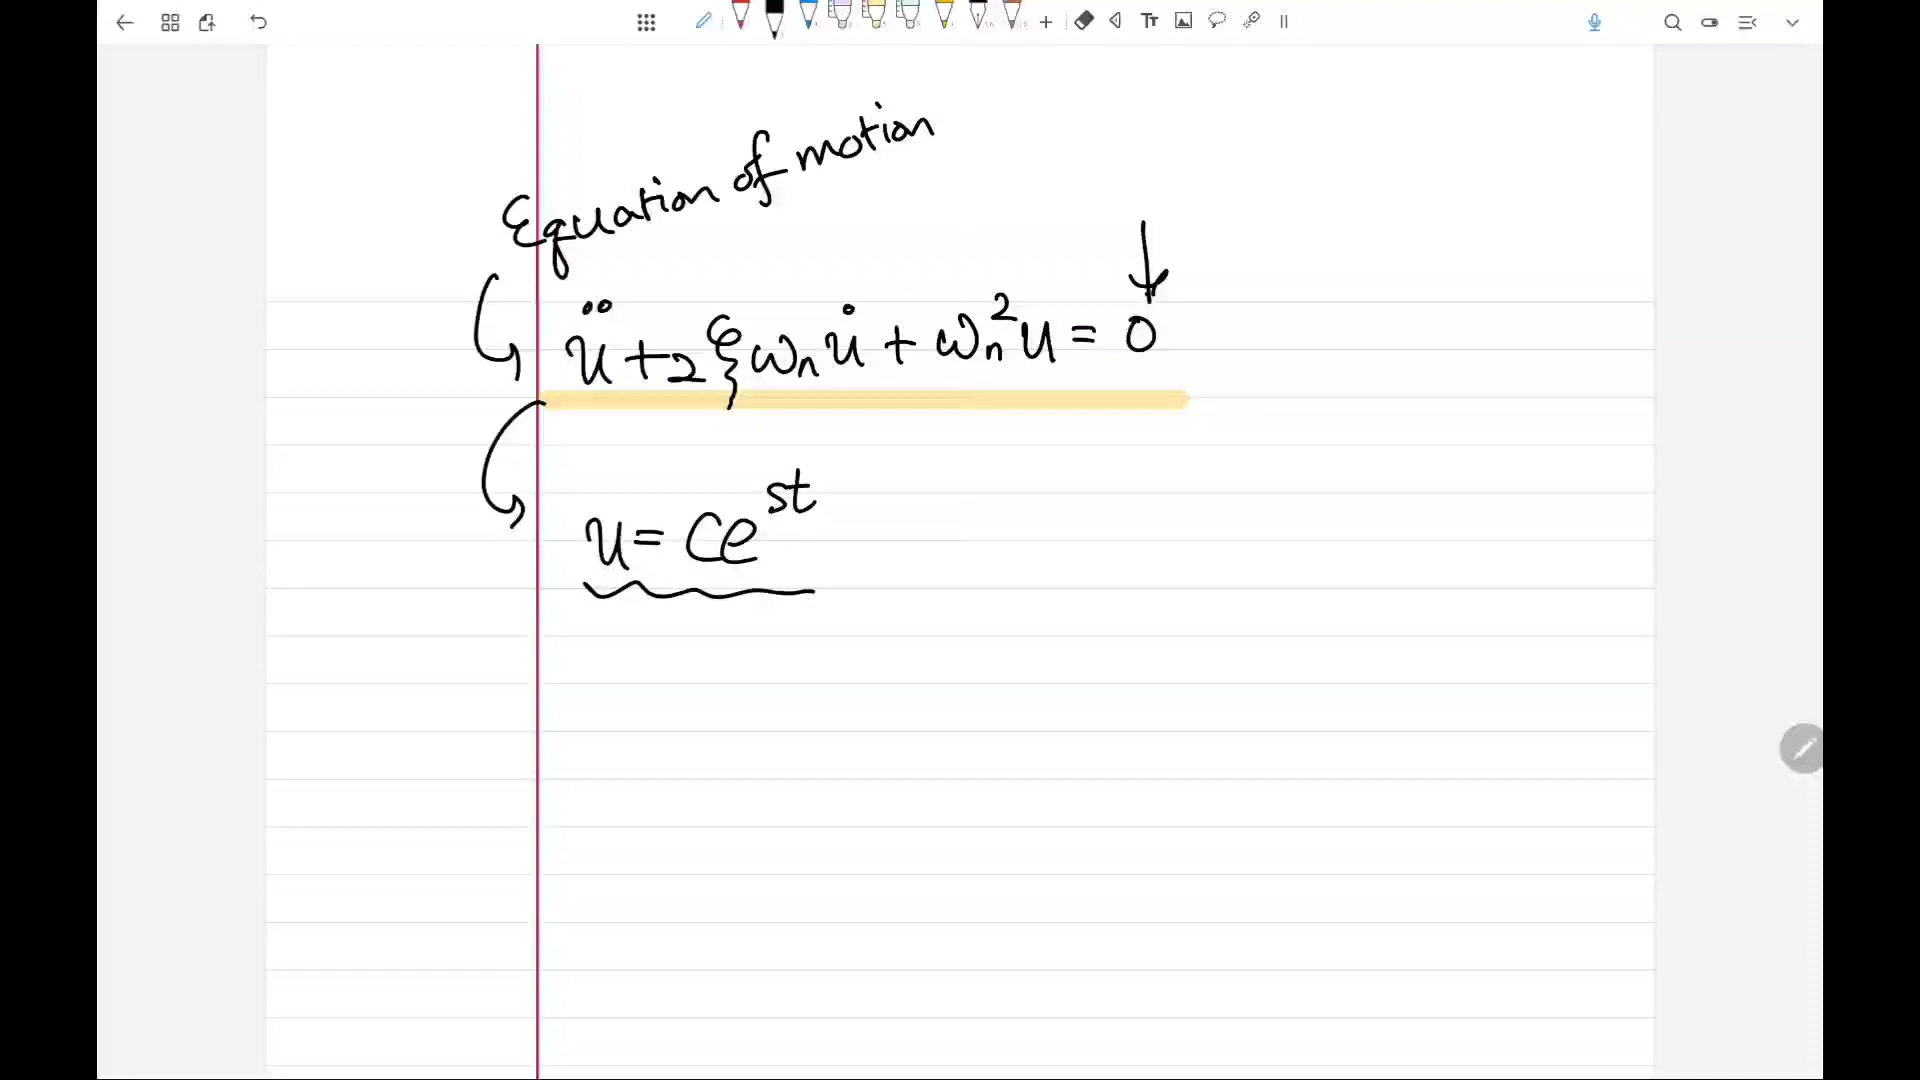 Equation of motion
ü + 2ξωₙu̇ + ωₙ²u = 0
u = Ce^st